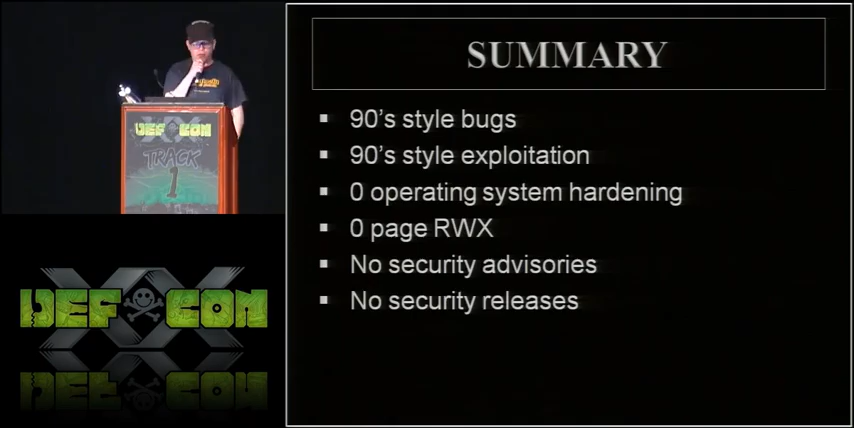 SUMMARY
90's style bugs
90's style exploitation
0 operating system hardening
0 page RWX
No security advisories
No security releases
DEF CON
TRACK
1
XX
DEF CON